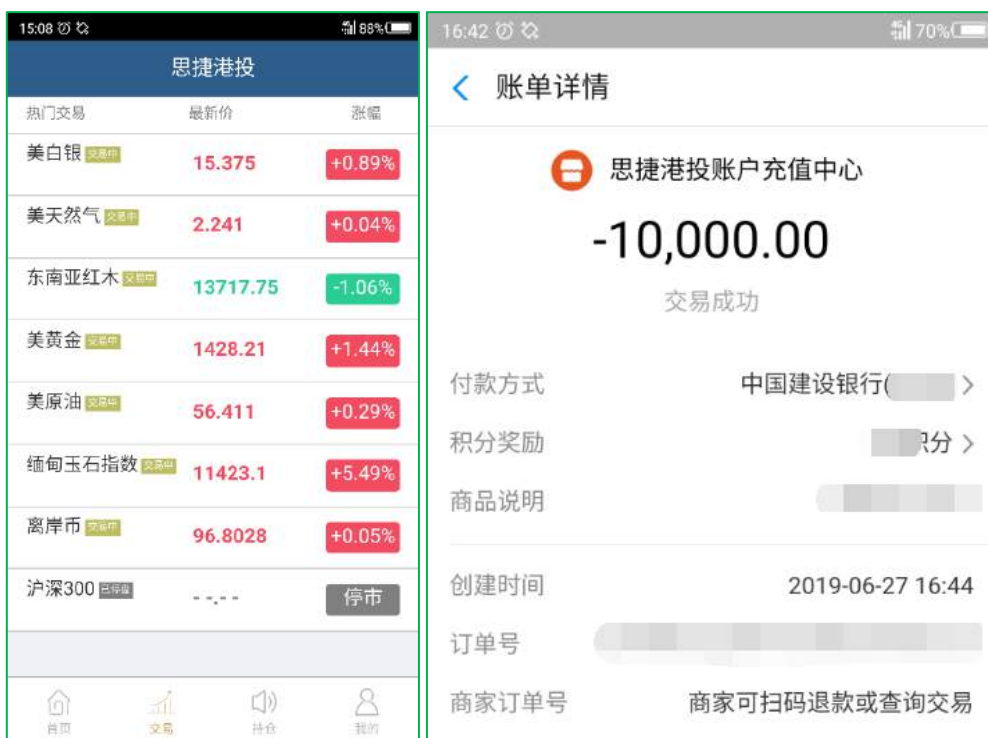 15:08
88%
思捷港投
热门交易 最新价 涨幅
美白银 交易中 15.375 +0.89%
美天然气 交易中 2.241 +0.04%
东南亚红木 交易中 13717.75 -1.06%
美黄金 交易中 1428.21 +1.44%
美原油 交易中 56.411 +0.29%
缅甸玉石指数 交易中 11423.1 +5.49%
离岸币 交易中 96.8028 +0.05%
沪深300 已停盘 --.-- 停市
首页 交易 持仓 我的
16:42
70%
账单详情
思捷港投账户充值中心
-10,000.00
交易成功
付款方式 中国建设银行(
积分奖励 积分
商品说明
创建时间 2019-06-27 16:44
订单号
商家订单号 商家可扫码退款或查询交易